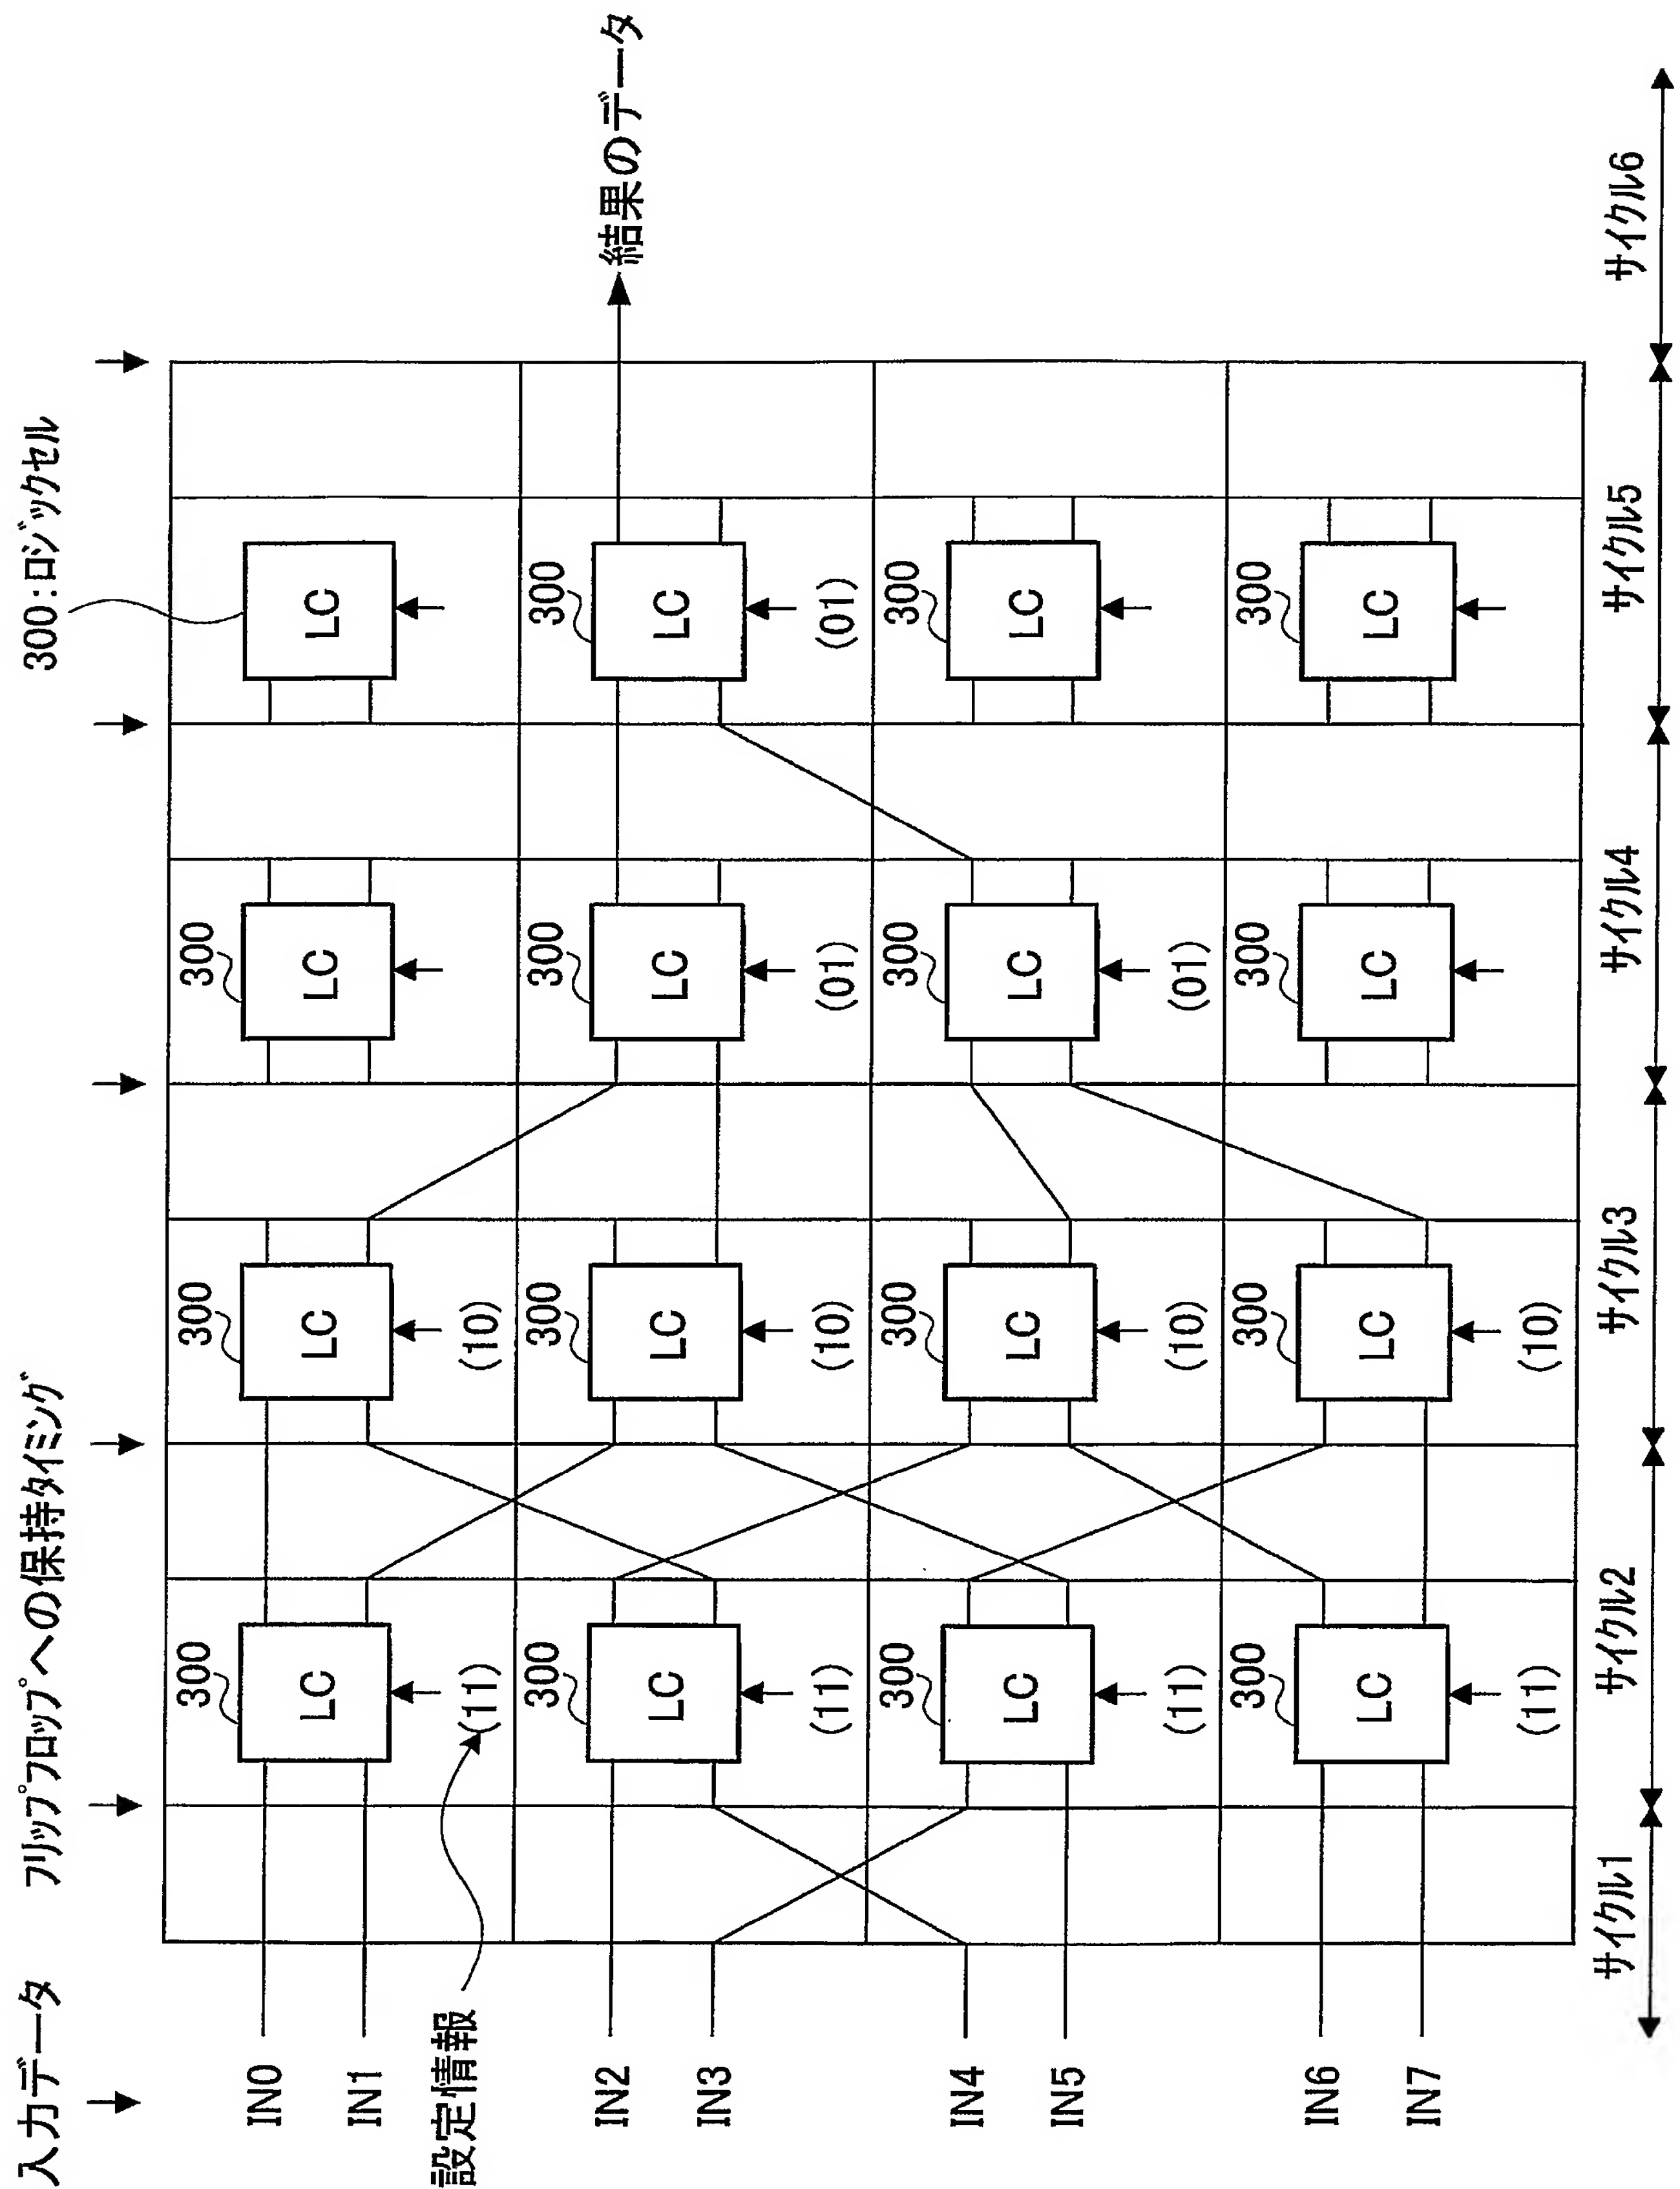 入力データ
フリップフロップへの保持タイミング
300:ロジックセル
IN0
IN1
IN2
IN3
IN4
IN5
IN6
IN7
設定情報
300
LC
(11)
300
LC
(11)
300
LC
(11)
300
LC
(11)
300
LC
(10)
300
LC
(10)
300
LC
(10)
300
LC
(10)
300
LC
300
LC
(01)
300
LC
(01)
300
LC
LC
300
LC
(01)
300
LC
300
LC
結果のデータ
サイクル1
サイクル2
サイクル3
サイクル4
サイクル5
サイクル6